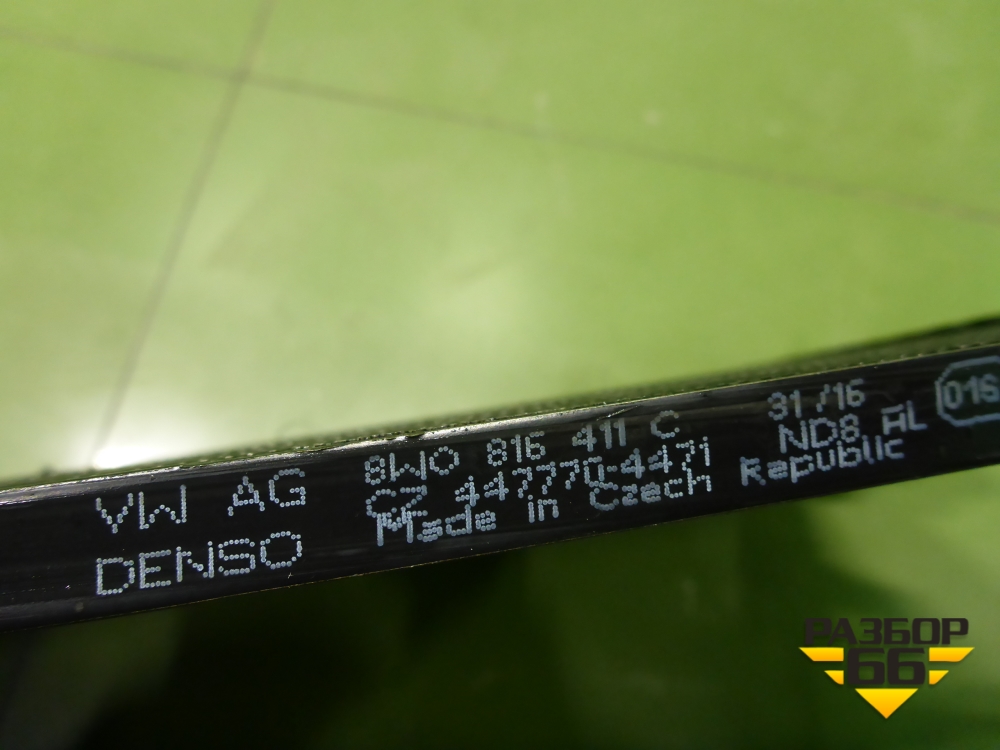 VW AG
DENSO
8W0 816 411 C
CZ 447770-4471
Made in Czech Republic
31/16
ND8 AL
016
РАЗБОР
66